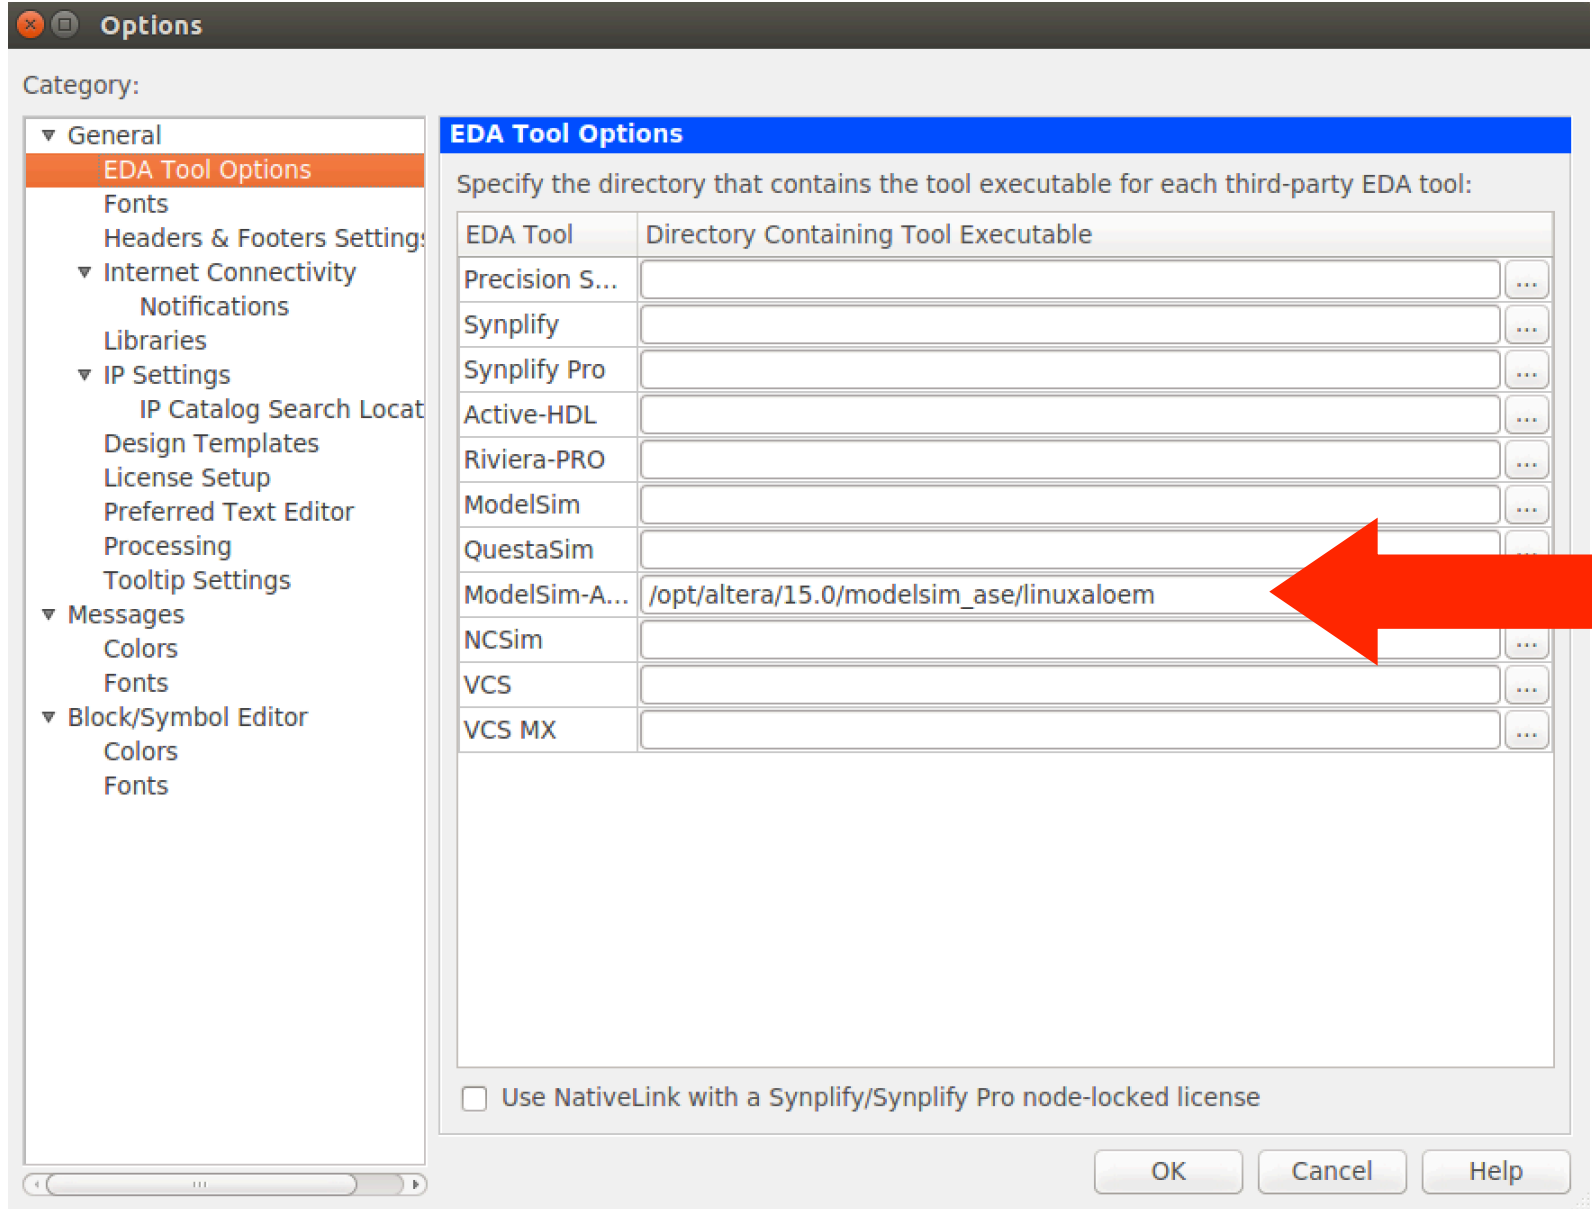 Options
Category:
General
EDA Tool Options
Fonts
Headers & Footers Settings
Internet Connectivity
Notifications
Libraries
IP Settings
IP Catalog Search Locat
Design Templates
License Setup
Preferred Text Editor
Processing
Tooltip Settings
Messages
Colors
Fonts
Block/Symbol Editor
Colors
Fonts
EDA Tool Options
Specify the directory that contains the tool executable for each third-party EDA tool:
EDA Tool Directory Containing Tool Executable
Precision S... ...
Synplify ...
Synplify Pro ...
Active-HDL ...
Riviera-PRO ...
ModelSim ...
QuestaSim ...
ModelSim-A... /opt/altera/15.0/modelsim_ase/linuxaloem
NCSim ...
VCS ...
VCS MX ...
Use NativeLink with a Synplify/Synplify Pro node-locked license
OK Cancel Help